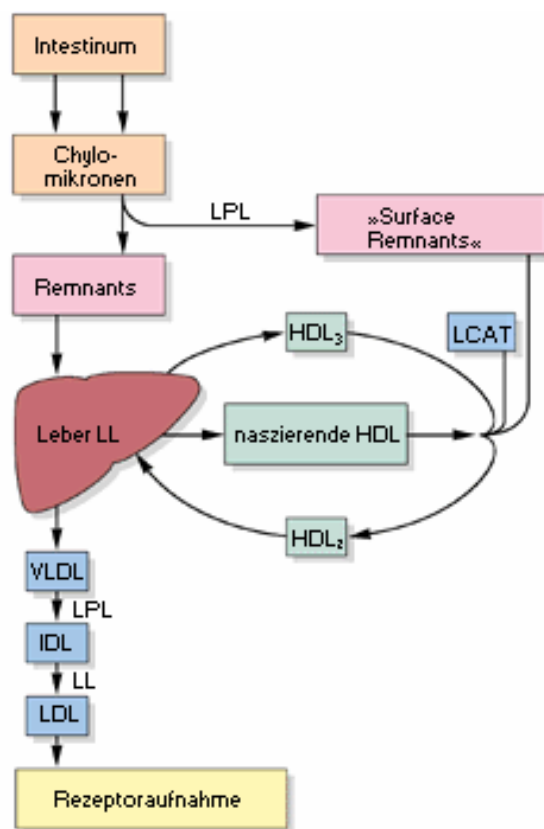 Intestinum
Chylo-
mikronen
LPL
»Surface
Remnants«
Remnants
HDL₃
LCAT
Leber LL
naszierende HDL
HDL₂
VLDL
LPL
IDL
LL
LDL
Rezeptoraufnahme